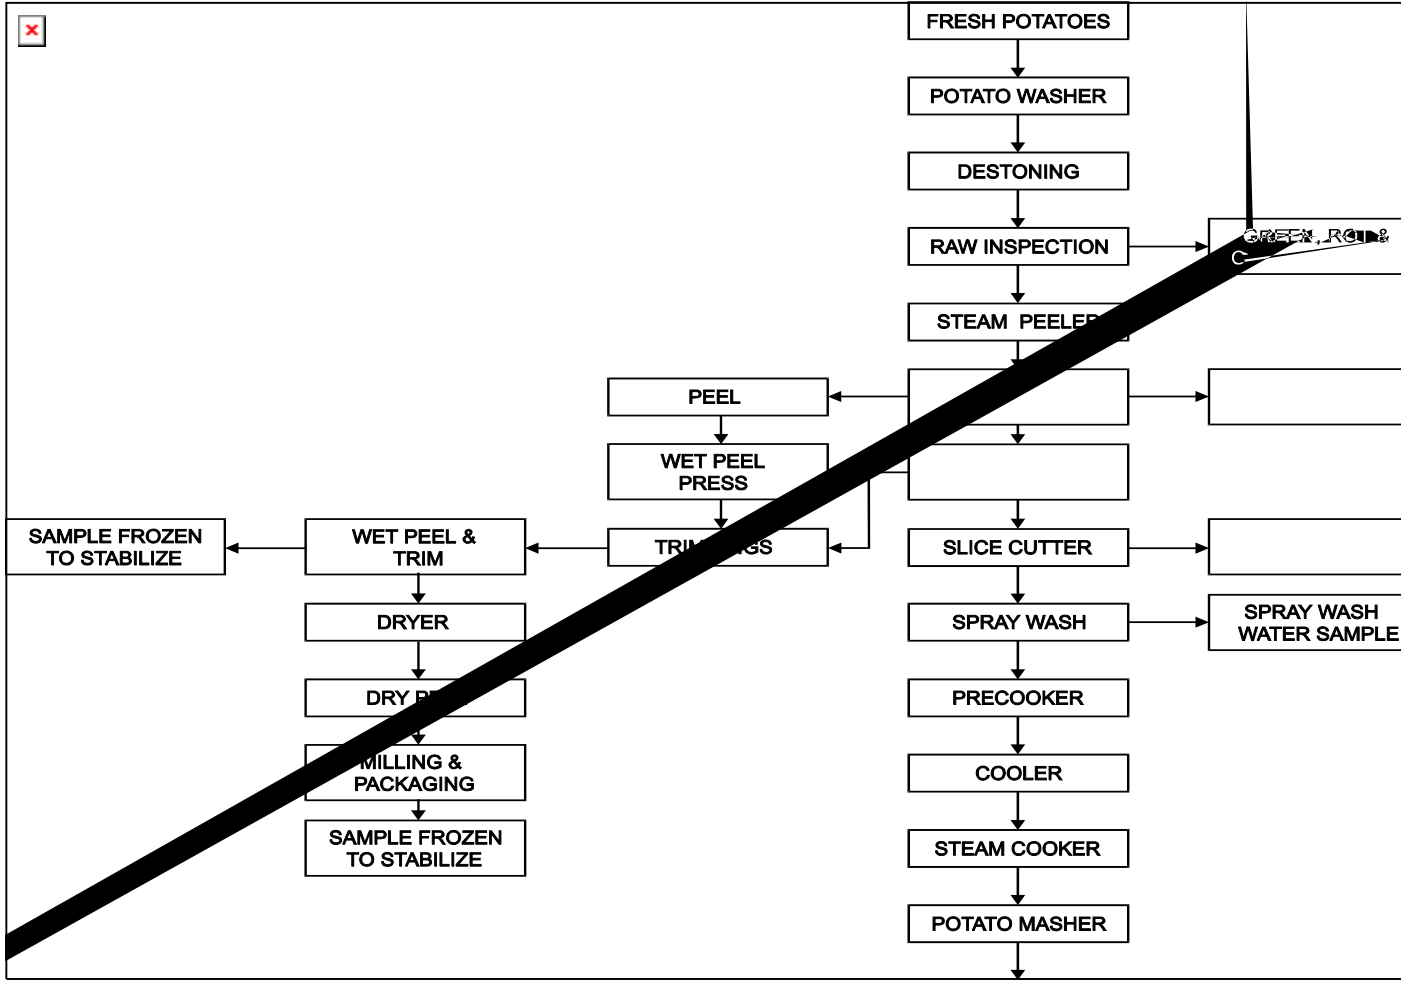 FRESH POTATOES
POTATO WASHER
DESTONING
RAW INSPECTION
GREEN, ROT &
C
STEAM PEELER
PEEL
WET PEEL
PRESS
SAMPLE FROZEN
TO STABILIZE
WET PEEL &
TRIM
SLICE CUTTER
DRYER
SPRAY WASH
SPRAY WASH
WATER SAMPLE
DRY
PRECOOKER
MILLING &
PACKAGING
COOLER
SAMPLE FROZEN
TO STABILIZE
STEAM COOKER
POTATO MASHER